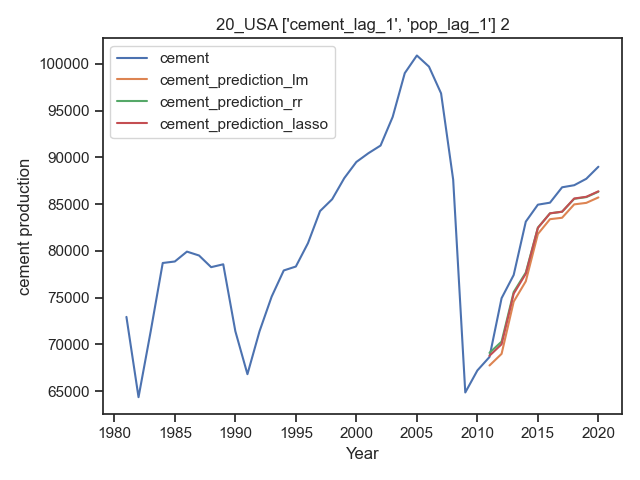 20_USA ['cement_lag_1', 'pop_lag_1'] 2
cement
cement_prediction_lm
cement_prediction_rr
cement_prediction_lasso
cement production
100000
95000
90000
85000
80000
75000
70000
65000
1980 1985 1990 1995 2000 2005 2010 2015 2020
Year